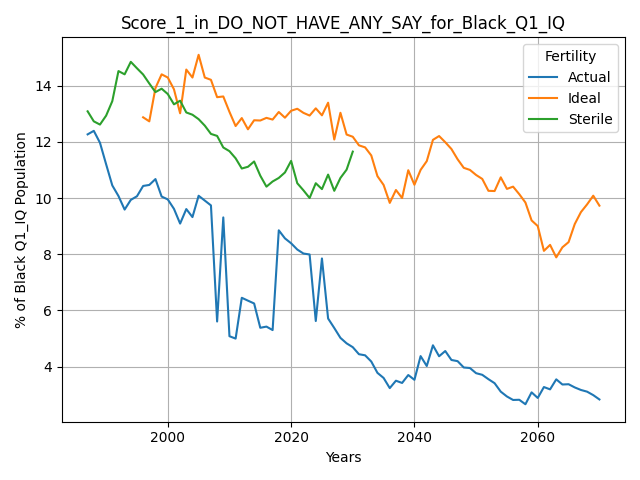 Score_1_in_DO_NOT_HAVE_ANY_SAY_for_Black_Q1_IQ
Fertility
Actual
Ideal
Sterile
% of Black Q1_IQ Population
14
12
10
8
6
4
2000
2020
2040
2060
Years